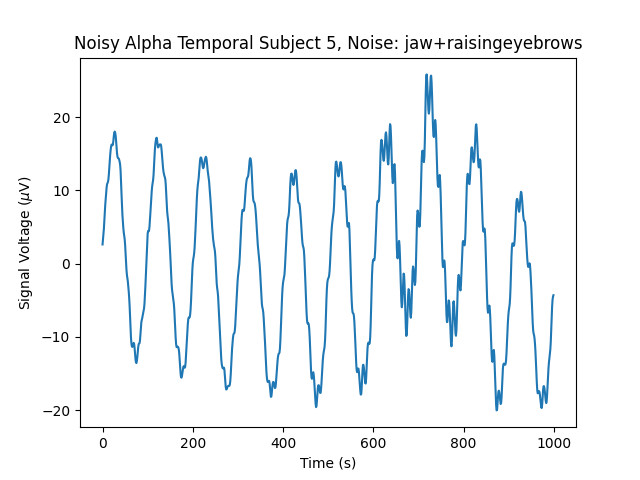 Noisy Alpha Temporal Subject 5, Noise: jaw+raisingeyebrows
Signal Voltage (μV)
20
10
0
−10
−20
0 200 400 600 800 1000
Time (s)